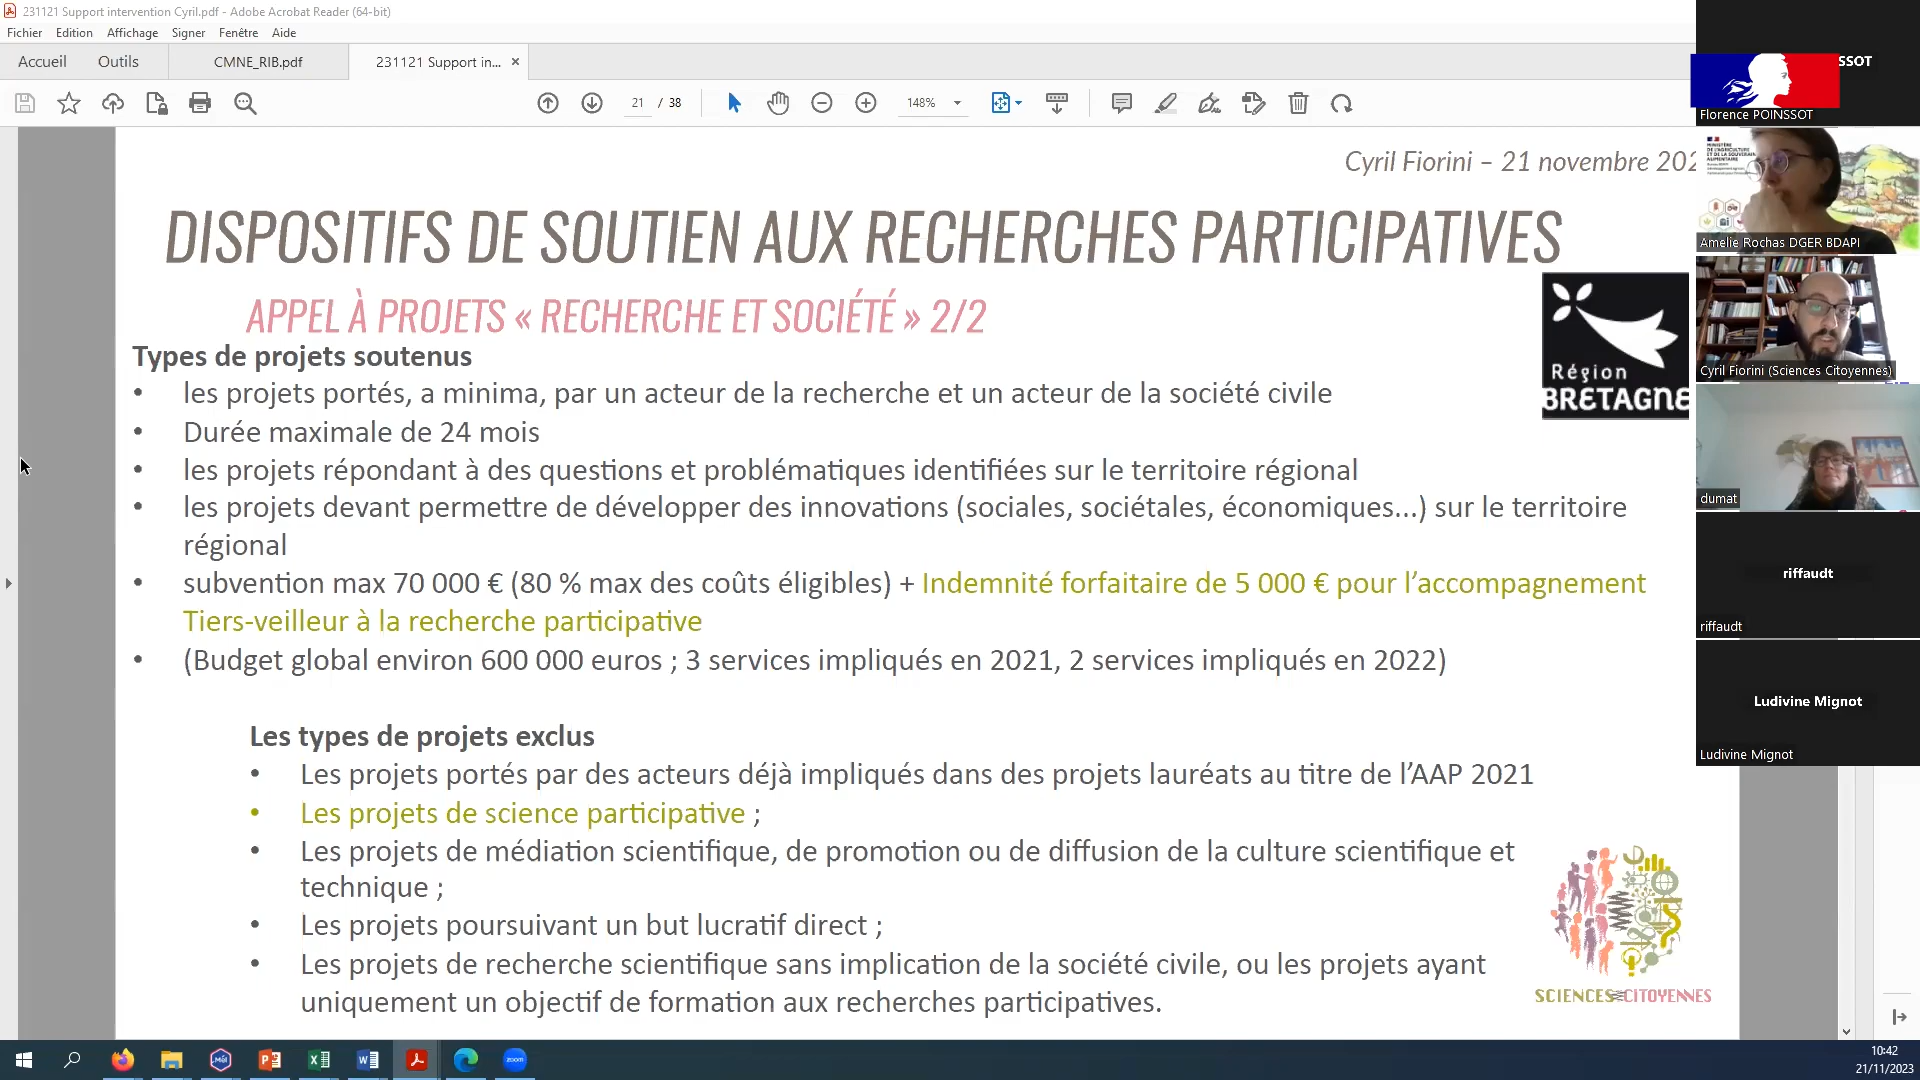 231121 Support intervention Cyril.pdf - Adobe Acrobat Reader (64-bit)
Fichier Edition Affichage Signer Fenêtre Aide
Accueil Outils CMNE_RIB.pdf 231121 Support in... ×
21 / 38 148%
Cyril Fiorini – 21 novembre 202
DISPOSITIFS DE SOUTIEN AUX RECHERCHES PARTICIPATIVES
APPEL À PROJETS « RECHERCHE ET SOCIÉTÉ » 2/2
Région
BRETAGNE
Types de projets soutenus
• les projets portés, a minima, par un acteur de la recherche et un acteur de la société civile
• Durée maximale de 24 mois
• les projets répondant à des questions et problématiques identifiées sur le territoire régional
• les projets devant permettre de développer des innovations (sociales, sociétales, économiques...) sur le territoire
régional
• subvention max 70 000 € (80 % max des coûts éligibles) + Indemnité forfaitaire de 5 000 € pour l’accompagnement
Tiers-veilleur à la recherche participative
• (Budget global environ 600 000 euros ; 3 services impliqués en 2021, 2 services impliqués en 2022)
Les types de projets exclus
• Les projets portés par des acteurs déjà impliqués dans des projets lauréats au titre de l’AAP 2021
• Les projets de science participative ;
• Les projets de médiation scientifique, de promotion ou de diffusion de la culture scientifique et
technique ;
• Les projets poursuivant un but lucratif direct ;
• Les projets de recherche scientifique sans implication de la société civile, ou les projets ayant
uniquement un objectif de formation aux recherches participatives.
SCIENCES CITOYENNES
SSOT
Florence POINSSOT
MINISTÈRE
DE L'AGRICULTURE
ET DE LA SOUVERAINETÉ
ALIMENTAIRE
Amelie Rochas DGER BDAPI
Cyril Fiorini (Sciences Citoyennes)
dumat
riffaudt
riffaudt
Ludivine Mignot
Ludivine Mignot
zoom
10:42
21/11/2023